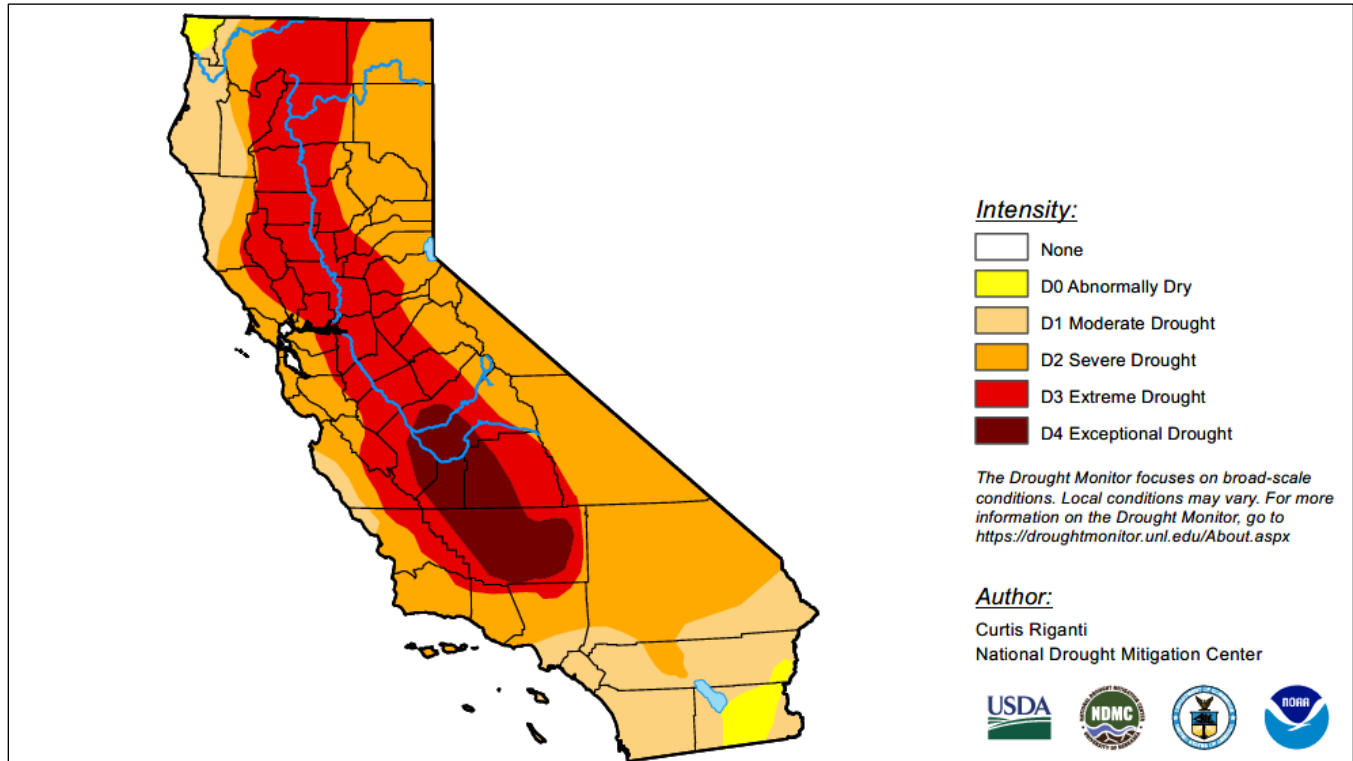 Intensity:
None
D0 Abnormally Dry
D1 Moderate Drought
D2 Severe Drought
D3 Extreme Drought
D4 Exceptional Drought
The Drought Monitor focuses on broad-scale
conditions. Local conditions may vary. For more
information on the Drought Monitor, go to
https://droughtmonitor.unl.edu/About.aspx
Author:
Curtis Riganti
National Drought Mitigation Center
USDA
NDMC
NOAA